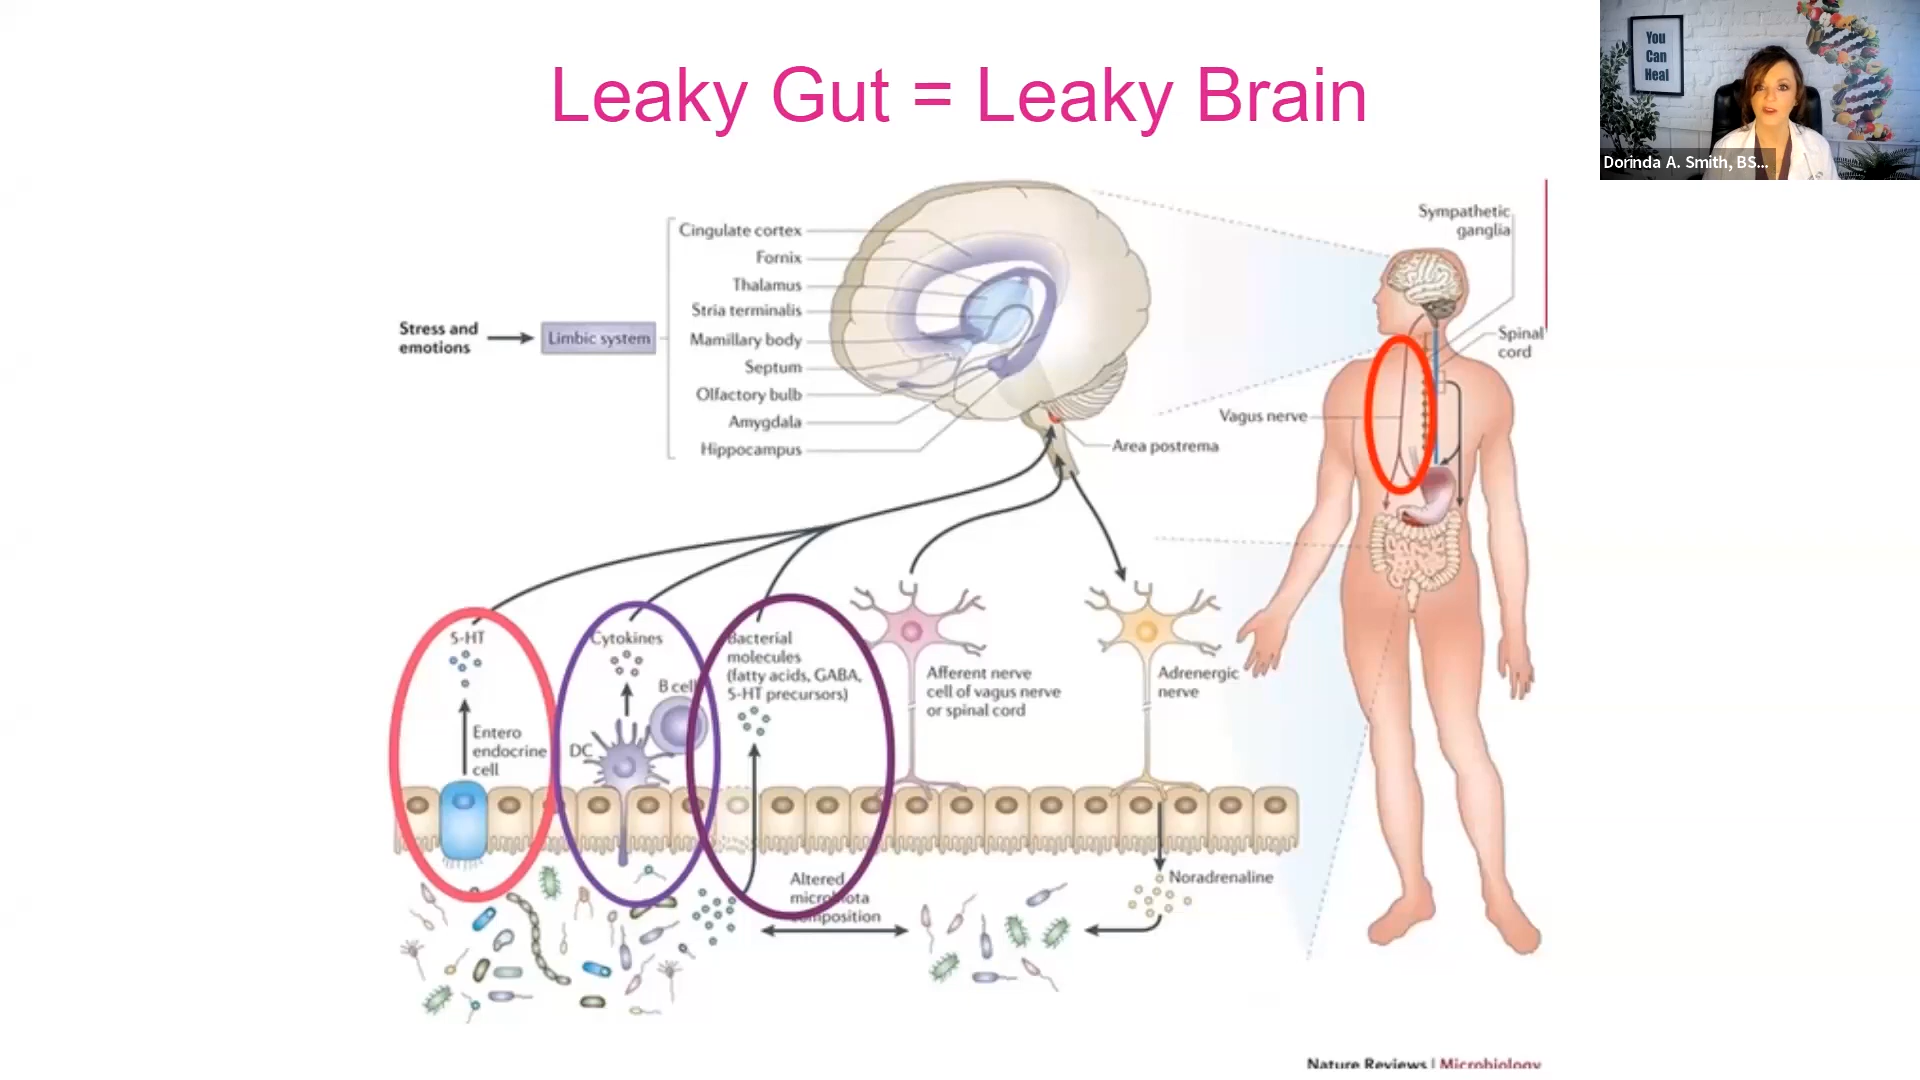 Leaky Gut = Leaky Brain
You
Can
Heal
Dorinda A. Smith, BS...
Sympathetic
ganglia
Cingulate cortex
Fornix
Thalamus
Stria terminalis
Mamillary body
Septum
Olfactory bulb
Amygdala
Hippocampus
Stress and
emotions
Limbic system
Spinal
cord
Vagus nerve
Area postrema
5-HT
Entero
endocrine
cell
Cytokines
B cell
DC
Bacterial
molecules
(fatty acids, GABA,
5-HT precursors)
Afferent nerve
cell of vagus nerve
or spinal cord
Adrenergic
nerve
Altered
microbiota
composition
Noradrenaline
Nature Reviews | Microbiology